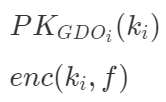 PK_{GDO_i}(k_i)
enc(k_i, f)